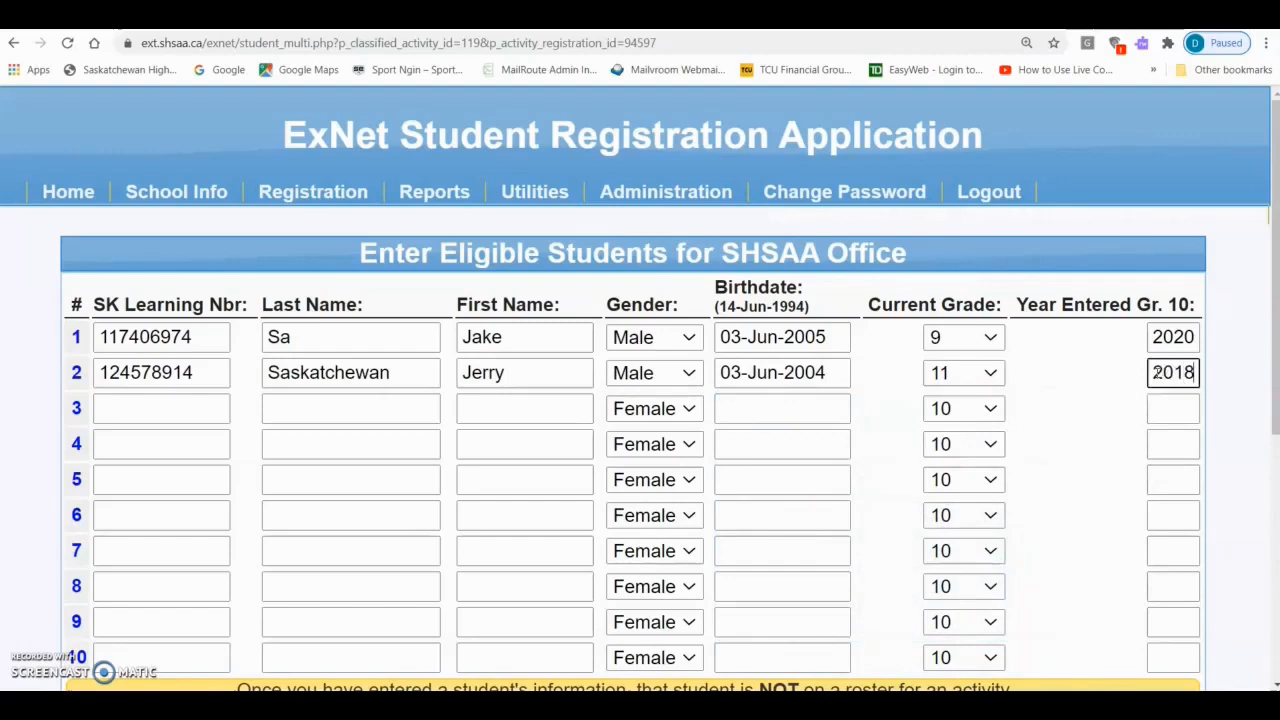 ext.shsaa.ca/exnet/student_multi.php?p_classified_activity_id=119&p_activity_registration_id=94597
G
D Paused
Apps Saskatchewan High... Google Google Maps Sport Ngin – Sport... MailRoute Admin In... Mailvroom Webmai... TCU TCU Financial Grou... TD EasyWeb - Login to... How to Use Live Co... » Other bookmarks
ExNet Student Registration Application
Home School Info Registration Reports Utilities Administration Change Password Logout
Enter Eligible Students for SHSAA Office
# SK Learning Nbr: Last Name: First Name: Gender: Birthdate: (14-Jun-1994) Current Grade: Year Entered Gr. 10:
1 117406974 Sa Jake Male 03-Jun-2005 9 2020
2 124578914 Saskatchewan Jerry Male 03-Jun-2004 11 2018
3 Female 10
4 Female 10
5 Female 10
6 Female 10
7 Female 10
8 Female 10
9 Female 10
10 Female 10
Once you have entered a student's information, that student is NOT on a roster for an activity
RECORDED WITH
SCREENCAST MATIC